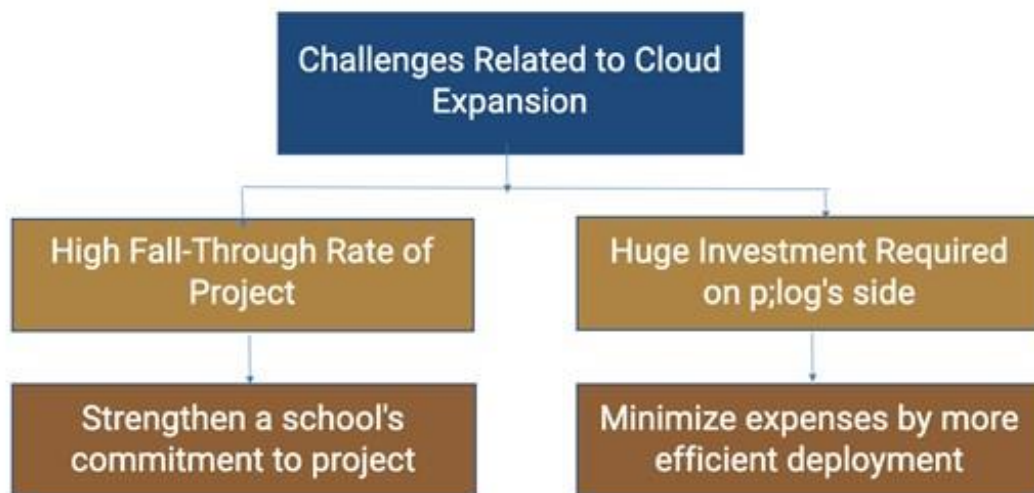 Challenges Related to Cloud
Expansion
High Fall-Through Rate of
Project
Huge Investment Required
on p;log's side
Strengthen a school's
commitment to project
Minimize expenses by more
efficient deployment